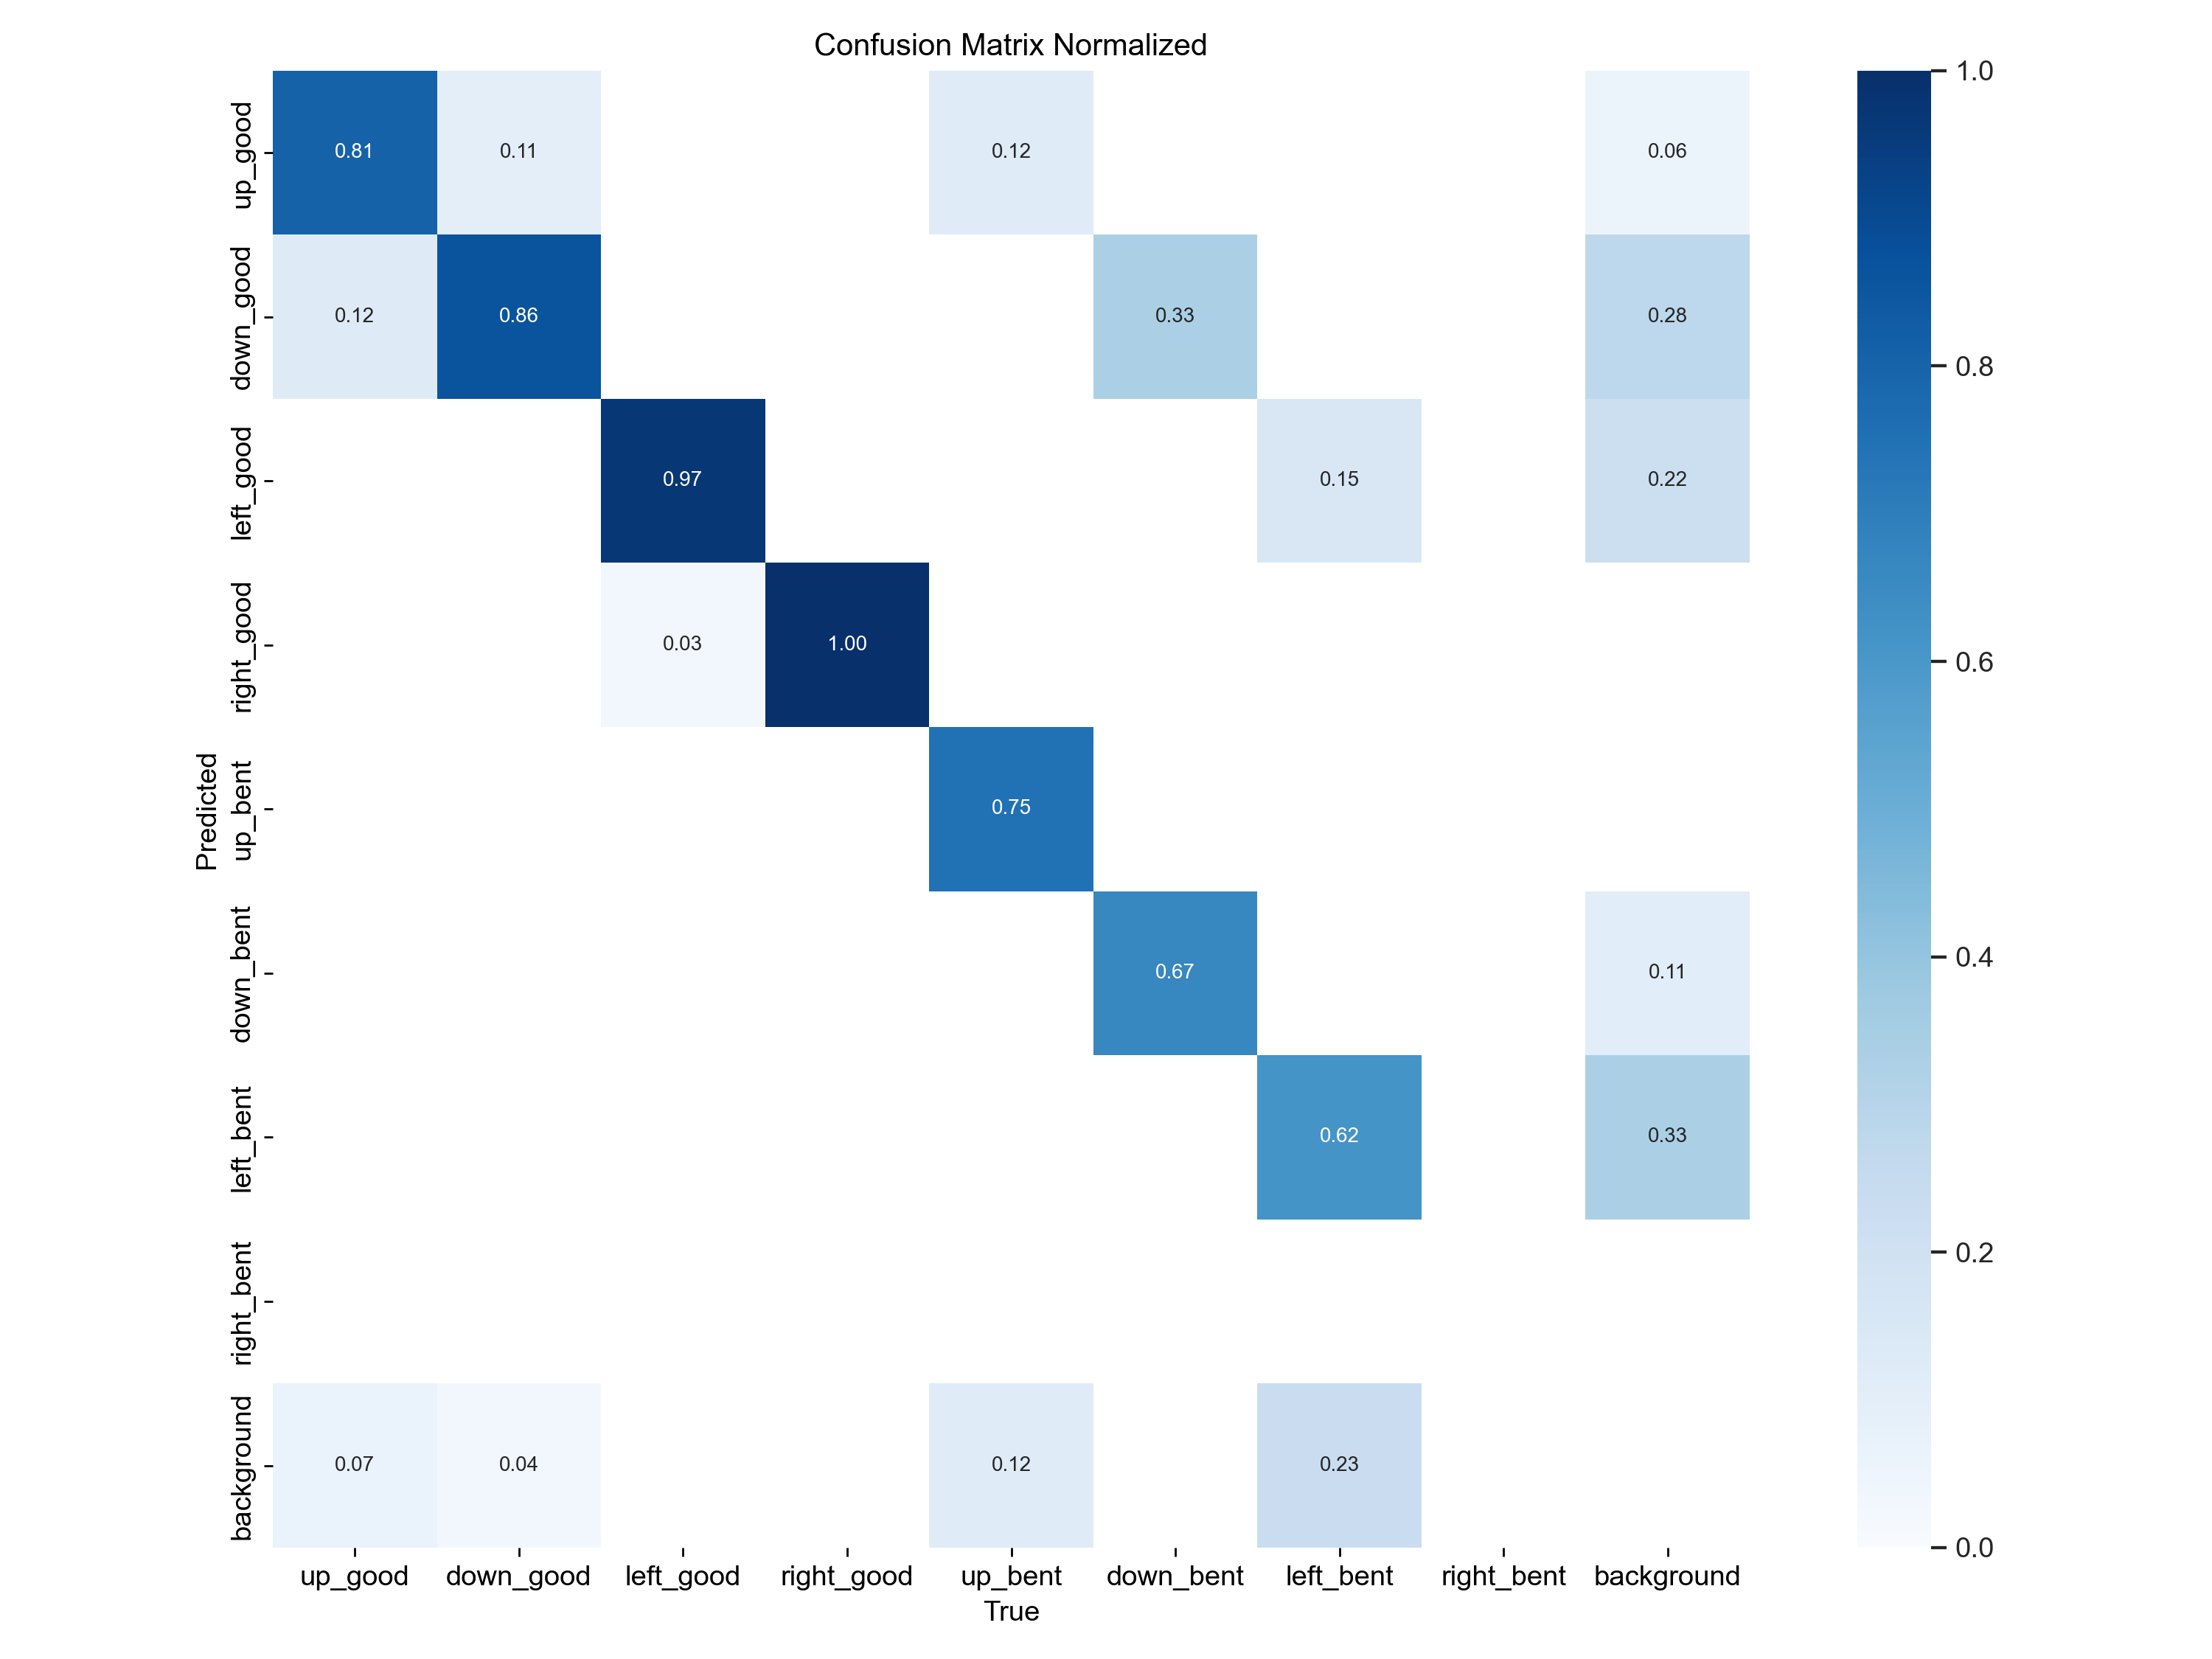 Confusion Matrix Normalized
up_good
0.81
0.11
0.12
0.06
1.0
down_good
0.12
0.86
0.33
0.28
0.8
left_good
0.97
0.15
0.22
right_good
0.03
1.00
0.6
Predicted
up_bent
0.75
down_bent
0.67
0.11
0.4
left_bent
0.62
0.33
0.2
right_bent
background
0.07
0.04
0.12
0.23
0.0
up_good down_good left_good right_good up_bent down_bent left_bent right_bent background
True